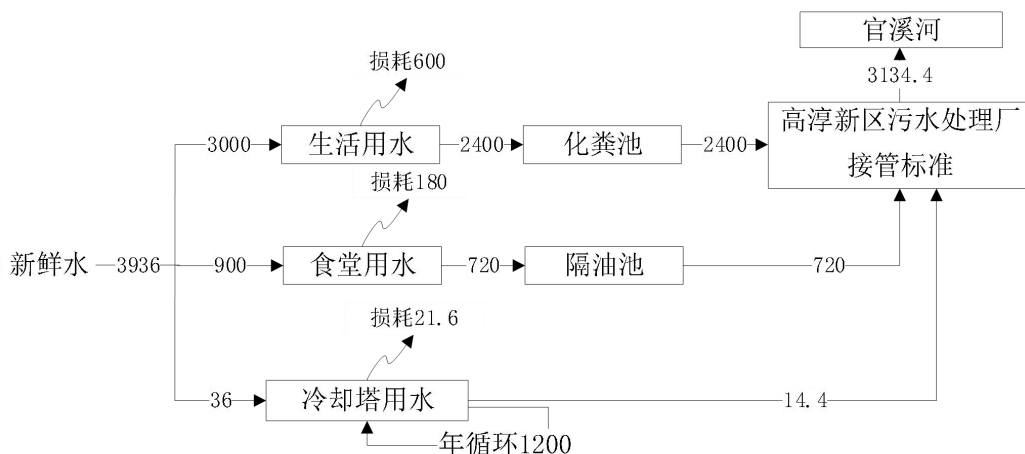 官溪河
损耗600
3134.4
高淳新区污水处理厂
接管标准
3000
生活用水
2400
化粪池
2400
损耗180
新鲜水
3936
900
食堂用水
720
隔油池
720
损耗21.6
36
冷却塔用水
14.4
年循环1200